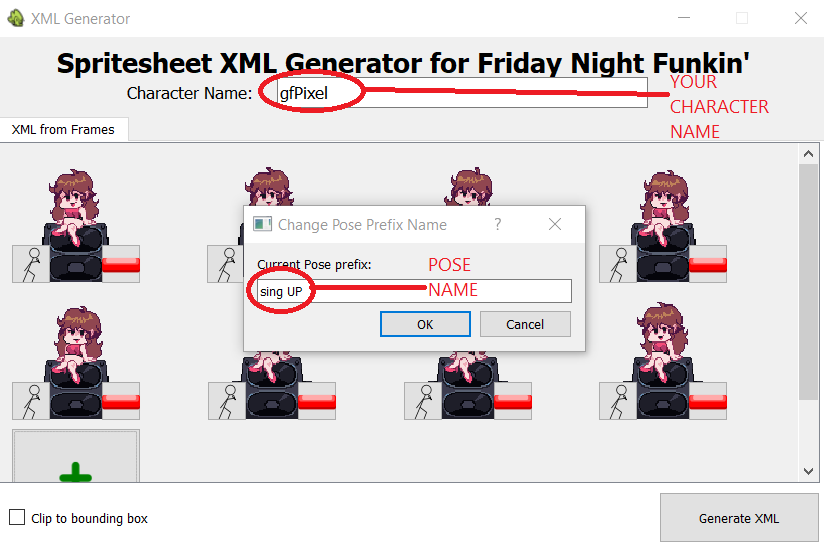 XML Generator
Spritesheet XML Generator for Friday Night Funkin'
Character Name: gfPixel
YOUR
CHARACTER
NAME
XML from Frames
Change Pose Prefix Name
?
Current Pose prefix:
POSE
sing UP
NAME
OK Cancel
Clip to bounding box
Generate XML